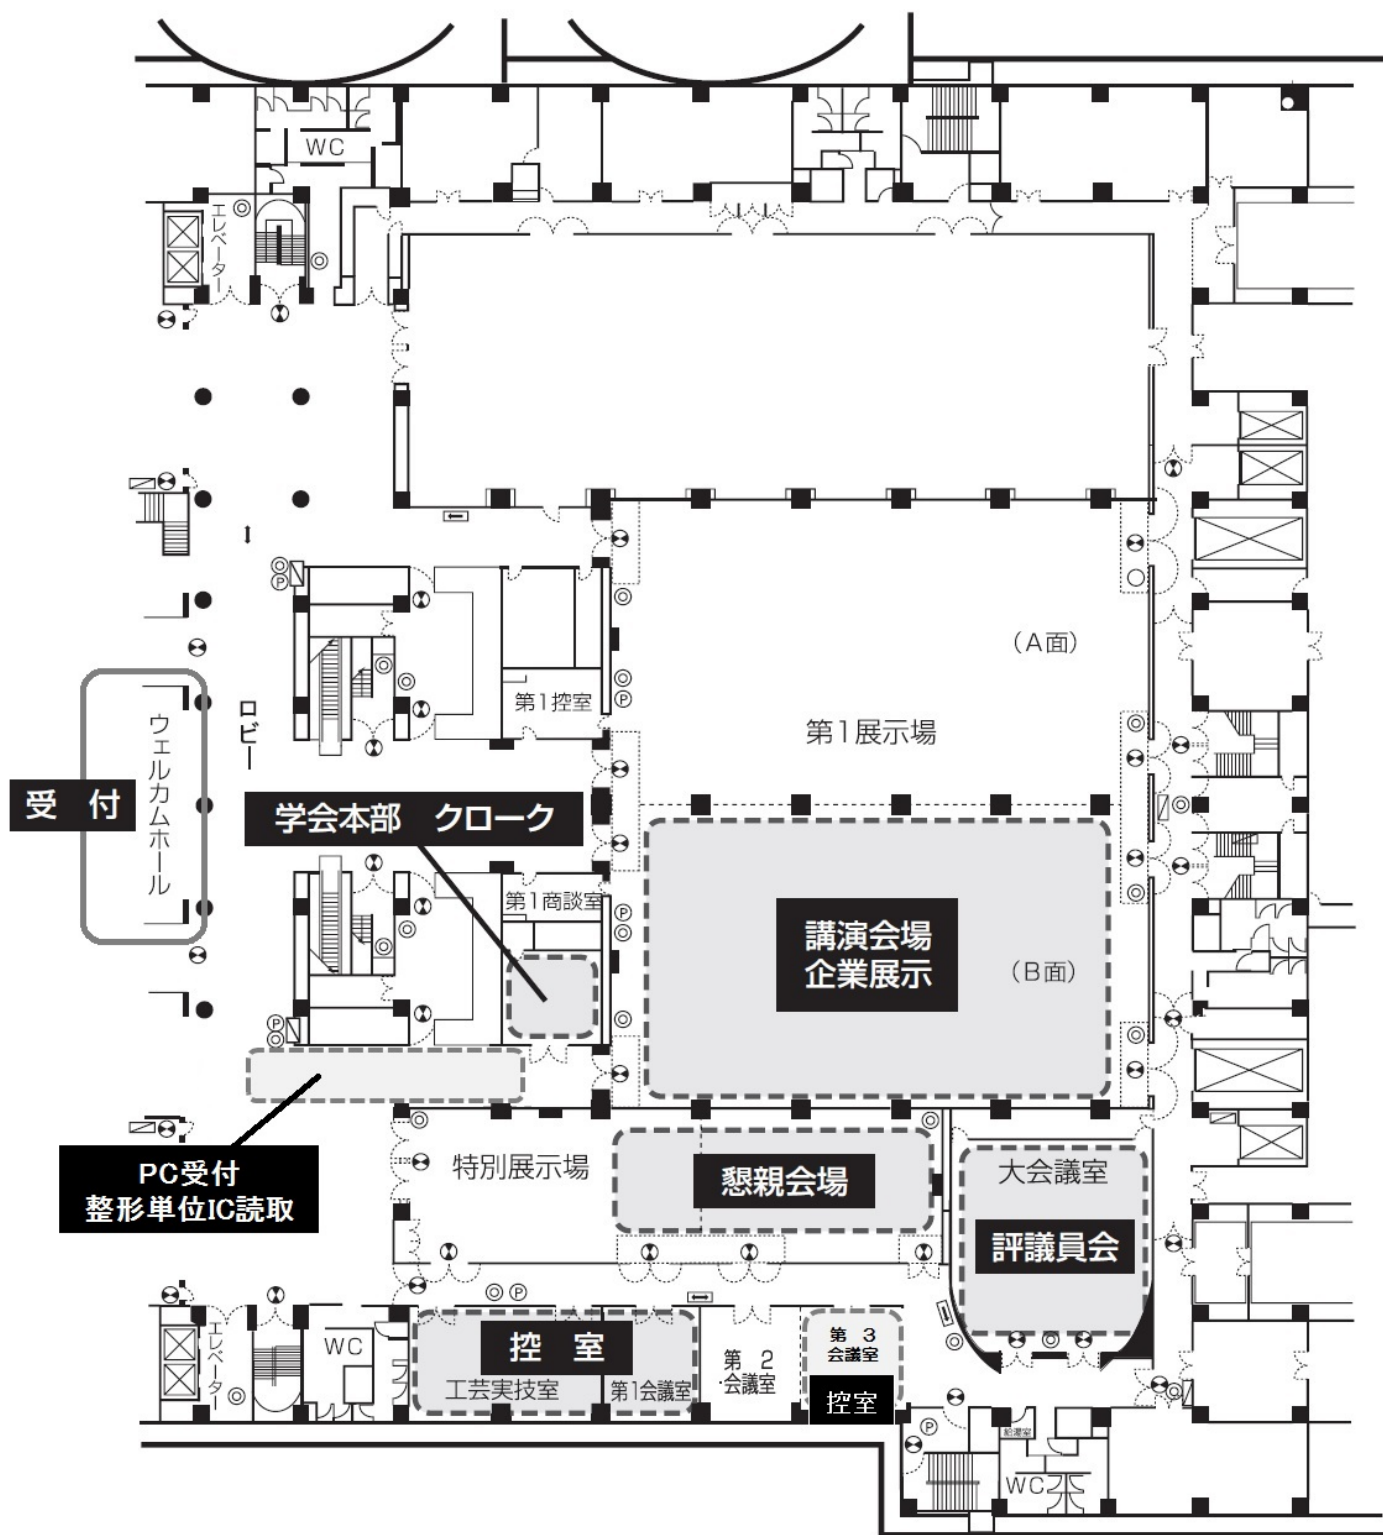 WC
エレベーター
(A面)
第1控室
第1展示場
ロビー
ウェルカムホール
受 付
学会本部 クローク
第1商談室
講演会場
企業展示
(B面)
P
P
P
P
PC受付
整形単位IC読取
特別展示場
懇親会場
大会議室
評議員会
P
エレベーター
WC
控 室
工芸実技室
第1会議室
第 2
会議室
第 3
会議室
控室
P
給湯室
WC